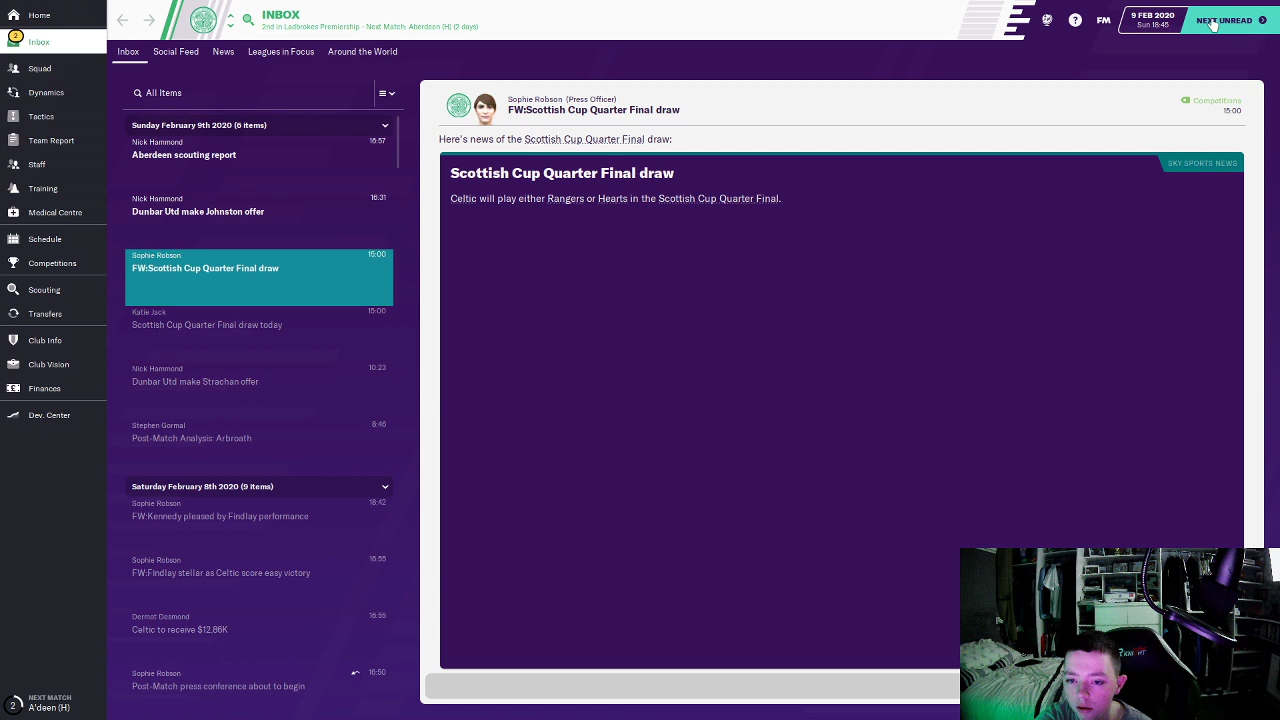 INBOX
2nd in Ladbrokes Premiership - Next Match: Aberdeen (H) (2 days)
?
FM
9 FEB 2020
Sun 18:45
NEXT UNREAD
2
Inbox
Squad
Dynamics
Tactics
Team Report
Staff
Training
Medical Centre
Schedule
Competitions
Scouting
Transfers
Club Info
Club Vision
Finances
Dev. Center
2
NEXT MATCH
A'deen (H)
Inbox
Social Feed
News
Leagues in Focus
Around the World
All Items
Sunday February 9th 2020 (6 items)
Nick Hammond
16:57
Aberdeen scouting report
Nick Hammond
16:31
Dunbar Utd make Johnston offer
Sophie Robson
15:00
FW:Scottish Cup Quarter Final draw
Katie Jack
15:00
Scottish Cup Quarter Final draw today
Nick Hammond
10:23
Dunbar Utd make Strachan offer
Stephen Gormal
8:46
Post-Match Analysis: Arbroath
Saturday February 8th 2020 (9 items)
Sophie Robson
18:42
FW:Kennedy pleased by Findlay performance
Sophie Robson
16:55
FW:Findlay stellar as Celtic score easy victory
Dermot Desmond
16:55
Celtic to receive $12.86K
Sophie Robson
16:50
Post-Match press conference about to begin
Sophie Robson (Press Officer)
FW:Scottish Cup Quarter Final draw
Competitions
15:00
Here's news of the Scottish Cup Quarter Final draw:
SKY SPORTS NEWS
Scottish Cup Quarter Final draw
Celtic will play either Rangers or Hearts in the Scottish Cup Quarter Final.